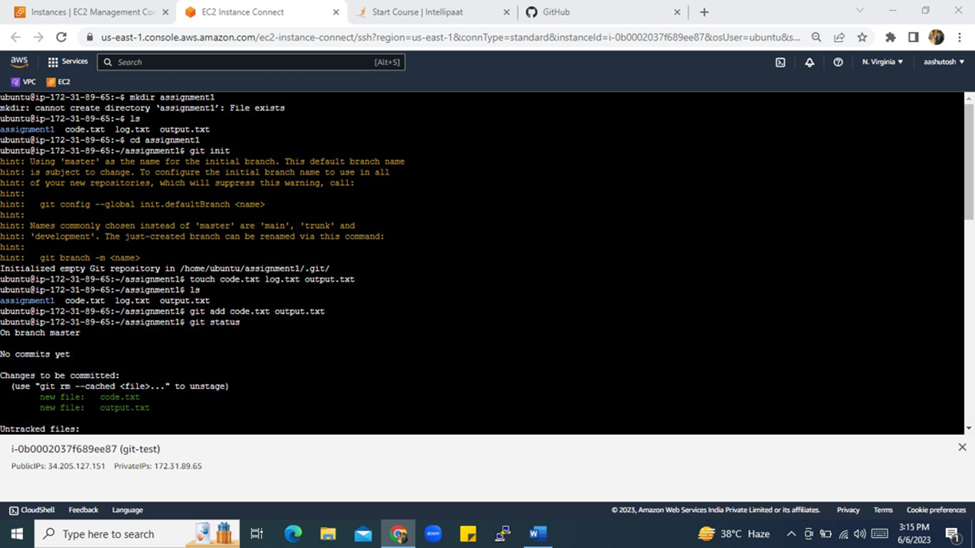 Instances | EC2 Management Co
EC2 Instance Connect
Start Course | Intellipaat
GitHub
us-east-1.console.aws.amazon.com/ec2-instance-connect/ssh?region=us-east-1&connType=standard&instanceId=i-0b0002037f689ee87&osUser=ubuntu&s...
aws Services Search [Alt+S] N. Virginia aashutosh
VPC EC2
ubuntu@ip-172-31-89-65:~$ mkdir assignment1
mkdir: cannot create directory ‘assignment1’: File exists
ubuntu@ip-172-31-89-65:~$ ls
assignment1 code.txt log.txt output.txt
ubuntu@ip-172-31-89-65:~$ cd assignment1
ubuntu@ip-172-31-89-65:~/assignment1$ git init
hint: Using 'master' as the name for the initial branch. This default branch name
hint: is subject to change. To configure the initial branch name to use in all
hint: of your new repositories, which will suppress this warning, call:
hint:
hint: git config --global init.defaultBranch <name>
hint:
hint: Names commonly chosen instead of 'master' are 'main', 'trunk' and
hint: 'development'. The just-created branch can be renamed via this command:
hint:
hint: git branch -m <name>
Initialized empty Git repository in /home/ubuntu/assignment1/.git/
ubuntu@ip-172-31-89-65:~/assignment1$ touch code.txt log.txt output.txt
ubuntu@ip-172-31-89-65:~/assignment1$ ls
assignment1 code.txt log.txt output.txt
ubuntu@ip-172-31-89-65:~/assignment1$ git add code.txt output.txt
ubuntu@ip-172-31-89-65:~/assignment1$ git status
On branch master
No commits yet
Changes to be committed:
(use "git rm --cached <file>..." to unstage)
new file: code.txt
new file: output.txt
Untracked files:
i-0b0002037f689ee87 (git-test)
PublicIPs: 34.205.127.151 PrivateIPs: 172.31.89.65
CloudShell Feedback Language © 2023, Amazon Web Services India Private Limited or its affiliates. Privacy Terms Cookie preferences
Type here to search 38°C Haze 3:15 PM
6/6/2023